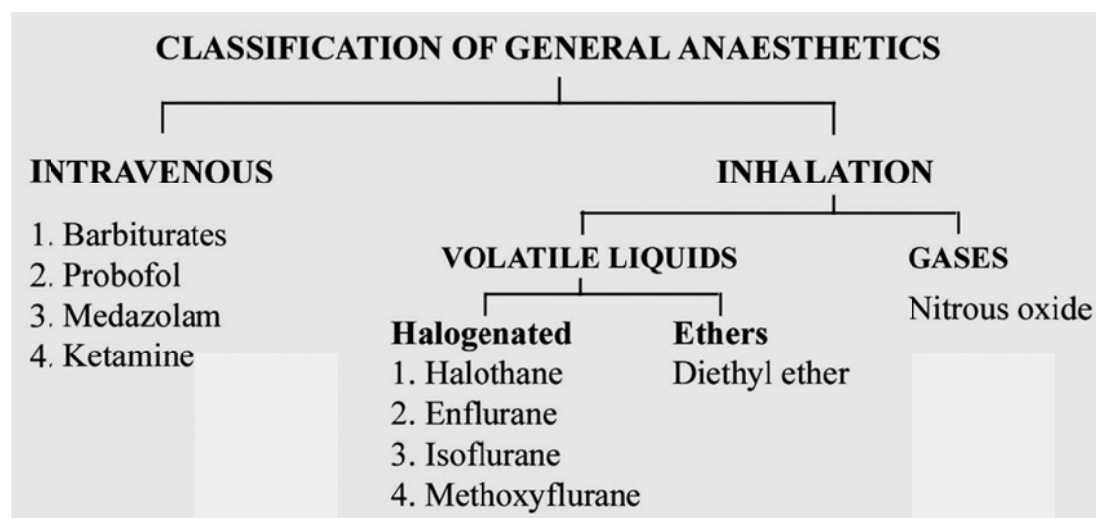 CLASSIFICATION OF GENERAL ANAESTHETICS
INTRAVENOUS
1. Barbiturates
2. Probofol
3. Medazolam
4. Ketamine
INHALATION
VOLATILE LIQUIDS
Halogenated
1. Halothane
2. Enflurane
3. Isoflurane
4. Methoxyflurane
Ethers
Diethyl ether
GASES
Nitrous oxide